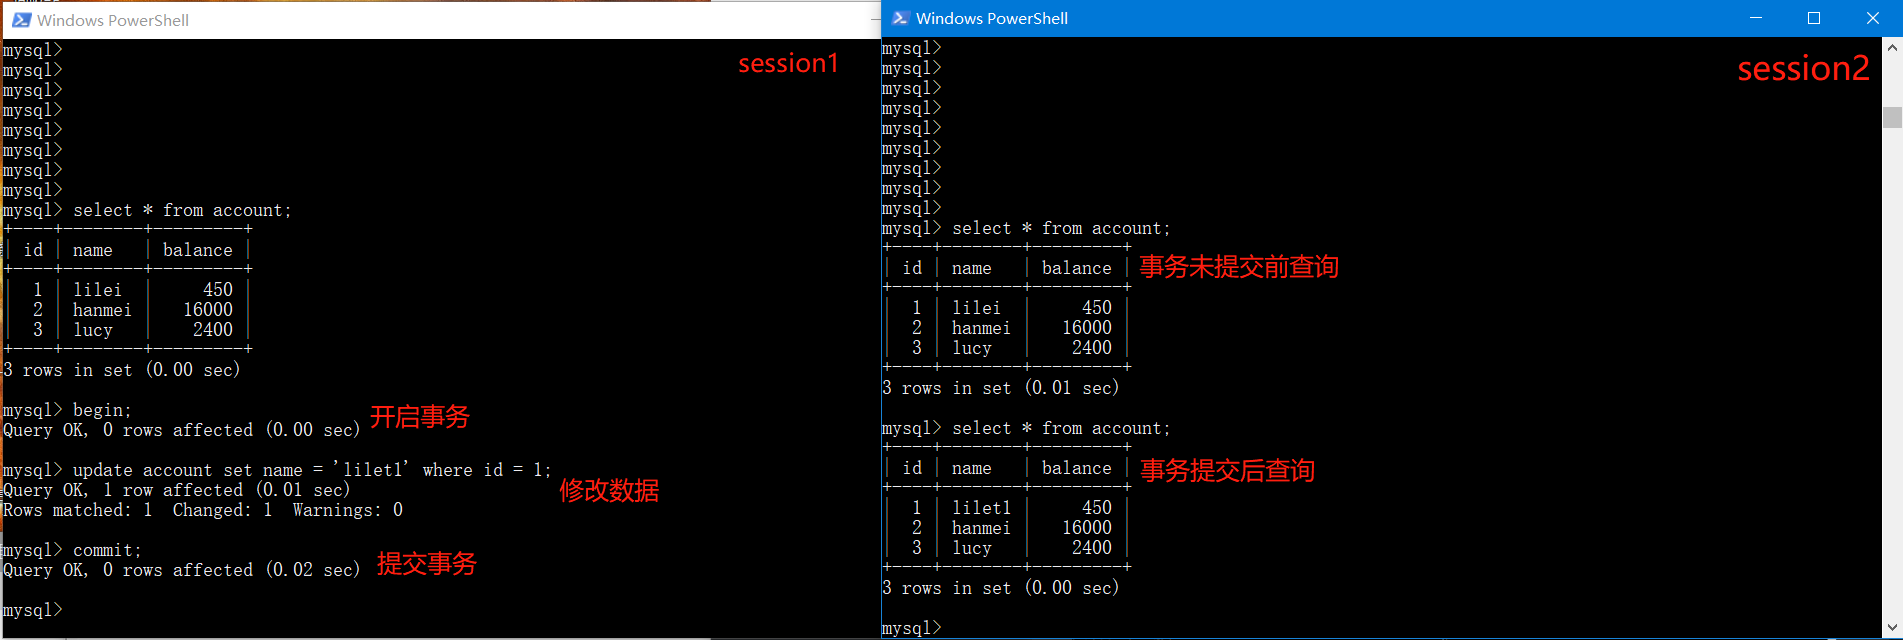 Windows PowerShell
session1
mysql>
mysql>
mysql>
mysql>
mysql>
mysql>
mysql>
mysql>
mysql> select * from account;
+----+--------+---------+
| id | name   | balance |
+----+--------+---------+
|  1 | lilei  |     450 |
|  2 | hanmei |   16000 |
|  3 | lucy   |    2400 |
+----+--------+---------+
3 rows in set (0.00 sec)
mysql> begin;
Query OK, 0 rows affected (0.00 sec)
开启事务
mysql> update account set name = 'lilet1' where id = 1;
Query OK, 1 row affected (0.01 sec)
Rows matched: 1  Changed: 1  Warnings: 0
修改数据
mysql> commit;
Query OK, 0 rows affected (0.02 sec)
提交事务
mysql>
Windows PowerShell
session2
mysql>
mysql>
mysql>
mysql>
mysql>
mysql>
mysql>
mysql>
mysql>
mysql> select * from account;
+----+--------+---------+
| id | name   | balance |
事务未提交前查询
+----+--------+---------+
|  1 | lilei  |     450 |
|  2 | hanmei |   16000 |
|  3 | lucy   |    2400 |
+----+--------+---------+
3 rows in set (0.01 sec)
mysql> select * from account;
+----+--------+---------+
| id | name   | balance |
事务提交后查询
+----+--------+---------+
|  1 | lilet1 |     450 |
|  2 | hanmei |   16000 |
|  3 | lucy   |    2400 |
+----+--------+---------+
3 rows in set (0.00 sec)
mysql>